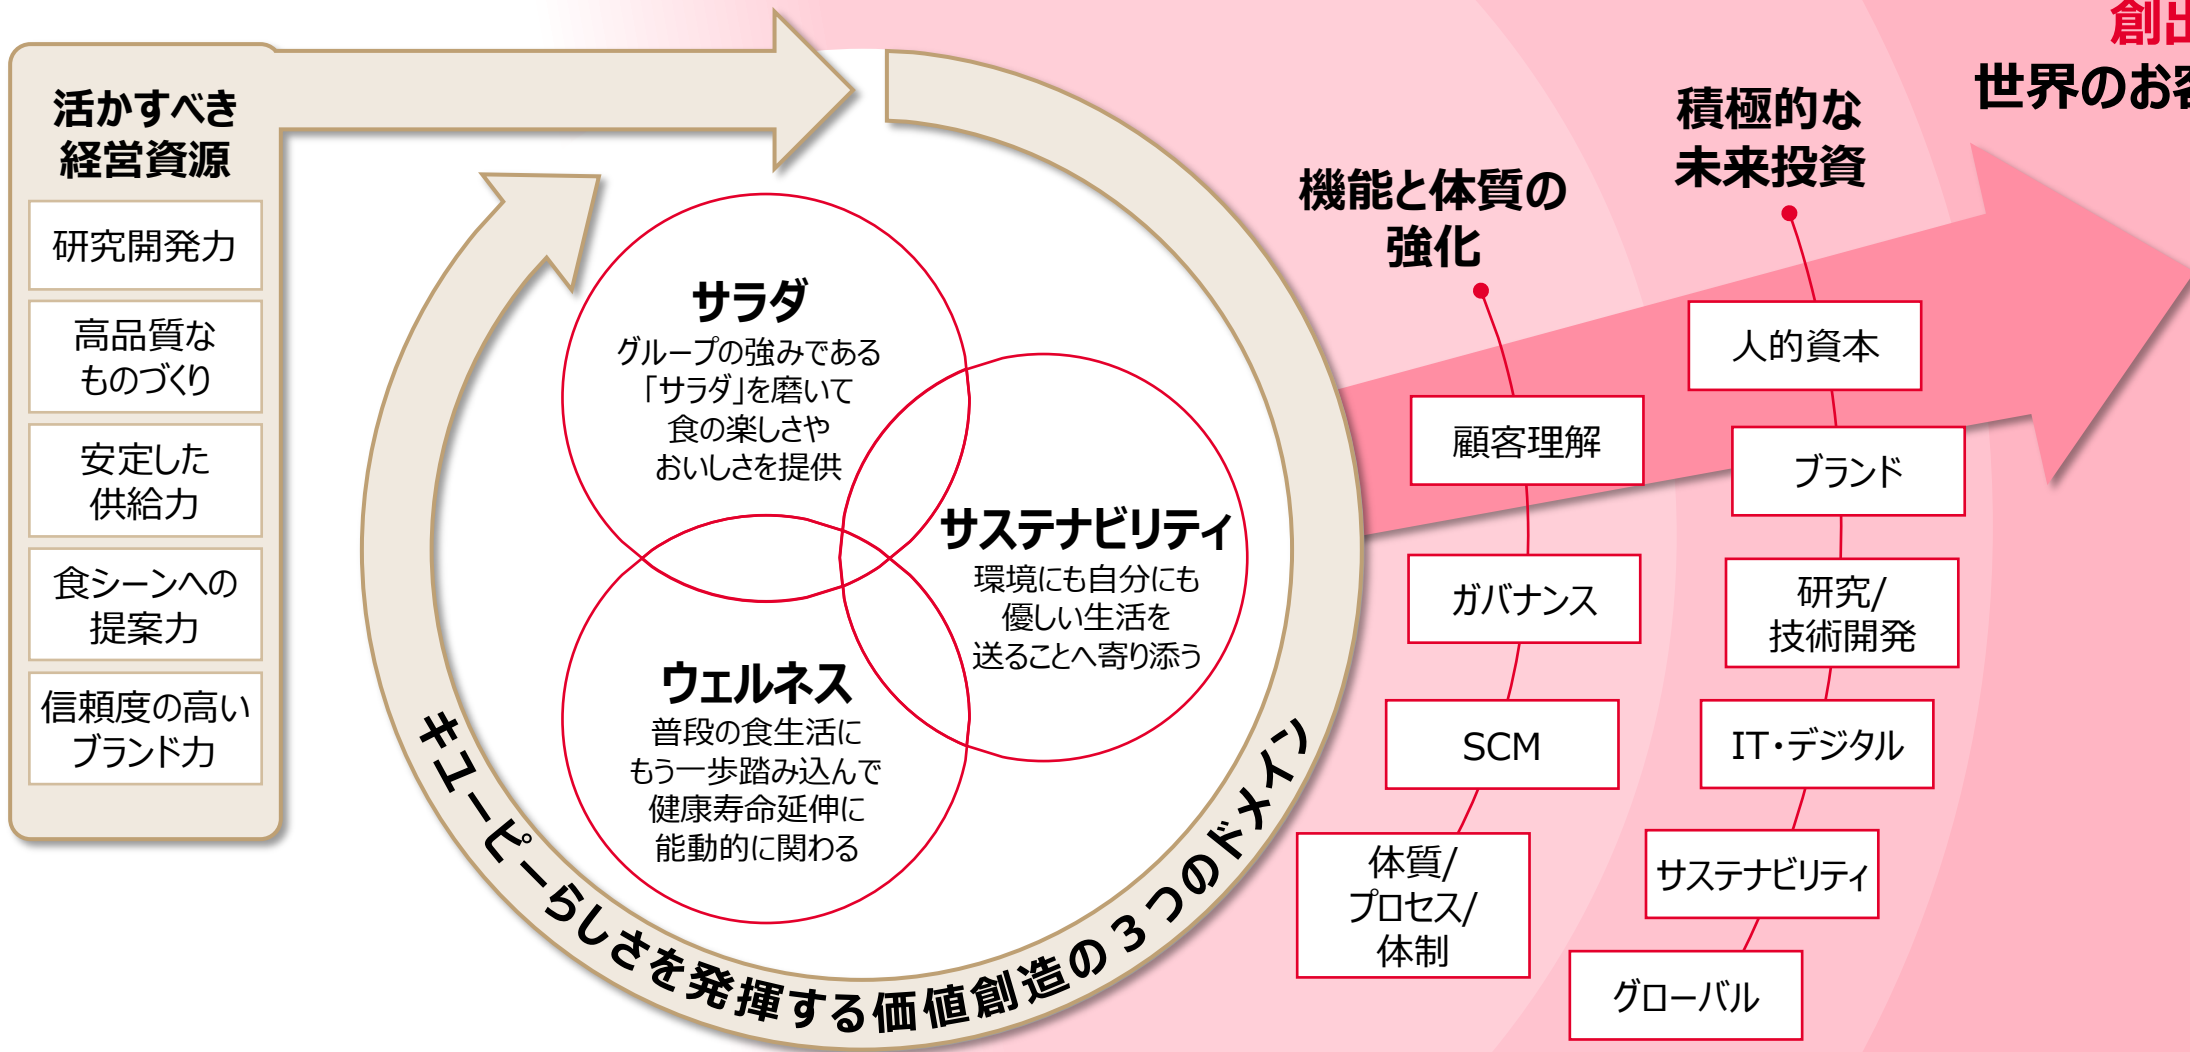 活かすべき
経営資源
研究開発力
高品質な
ものづくり
安定した
供給力
食シーンへの
提案力
信頼度の高い
ブランド力
サラダ
グループの強みである
「サラダ」を磨いて
食の楽しさや
おいしさを提供
サステナビリティ
環境にも自分にも
優しい生活を
送ることへ寄り添う
ウェルネス
普段の食生活に
もう一歩踏み込んで
健康寿命延伸に
能動的に関わる
キユーピーらしさを発揮する価値創造の３つのドメイン
機能と体質の
強化
顧客理解
ガバナンス
SCM
体質/
プロセス/
体制
積極的な
未来投資
人的資本
ブランド
研究/
技術開発
IT・デジタル
サステナビリティ
グローバル
創出
世界のお客